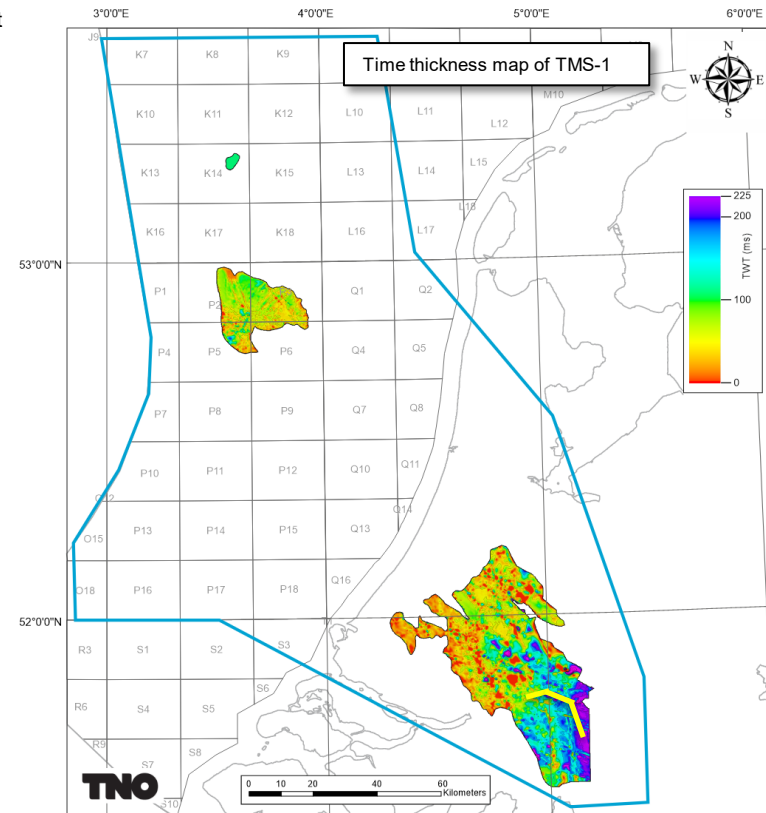 t
3°0'0"E 4°0'0"E 5°0'0"E 6°0'0"E
J9
K7 K8 K9
Time thickness map of TMS-1
N
W E
S
M10
K10 K11 K12 L10 L11
L12
K13 K14 K15 L13 L14 L15
K16 K17 K18 L16 L17
225
200
TWT (ms)
100
0
53°0'0"N
P1 P2 Q1 Q2
P4 P5 P6 Q4 Q5
P7 P8 P9 Q7 Q8
P10 P11 P12 Q10 Q11
Q14
O15 P13 P14 P15 Q13
O18 P16 P17 P18 Q16
52°0'0"N
R3 S1 S2 S3
R6 S4 S5 S6
R9 S7 S8
S10
TNO
0 10 20 40 60
Kilometers